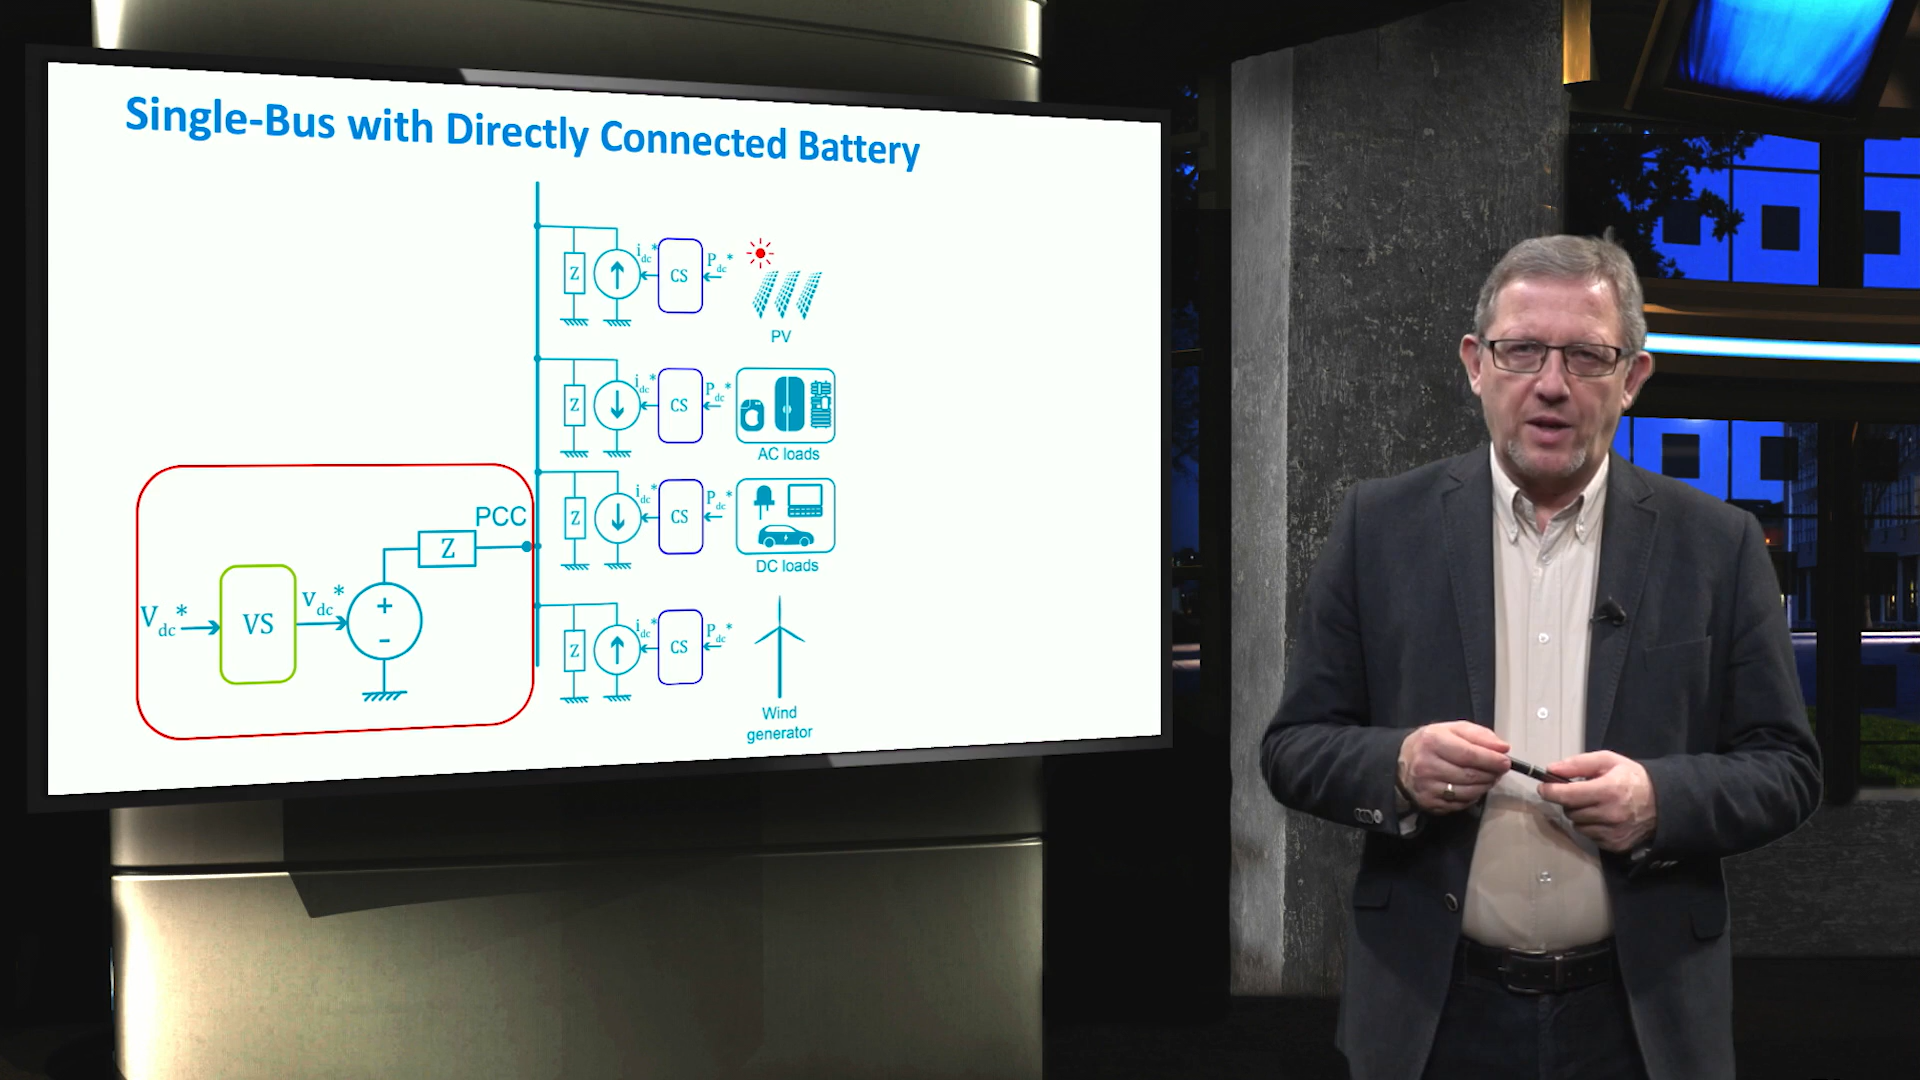 Single-Bus with Directly Connected Battery
Z
i dc *
CS
P dc *
PV
Z
i dc *
CS
P dc *
AC loads
Z
i dc *
CS
P dc *
DC loads
PCC
Z
V dc *
VS
v dc *
+
-
Z
i dc *
CS
P dc *
Wind
generator